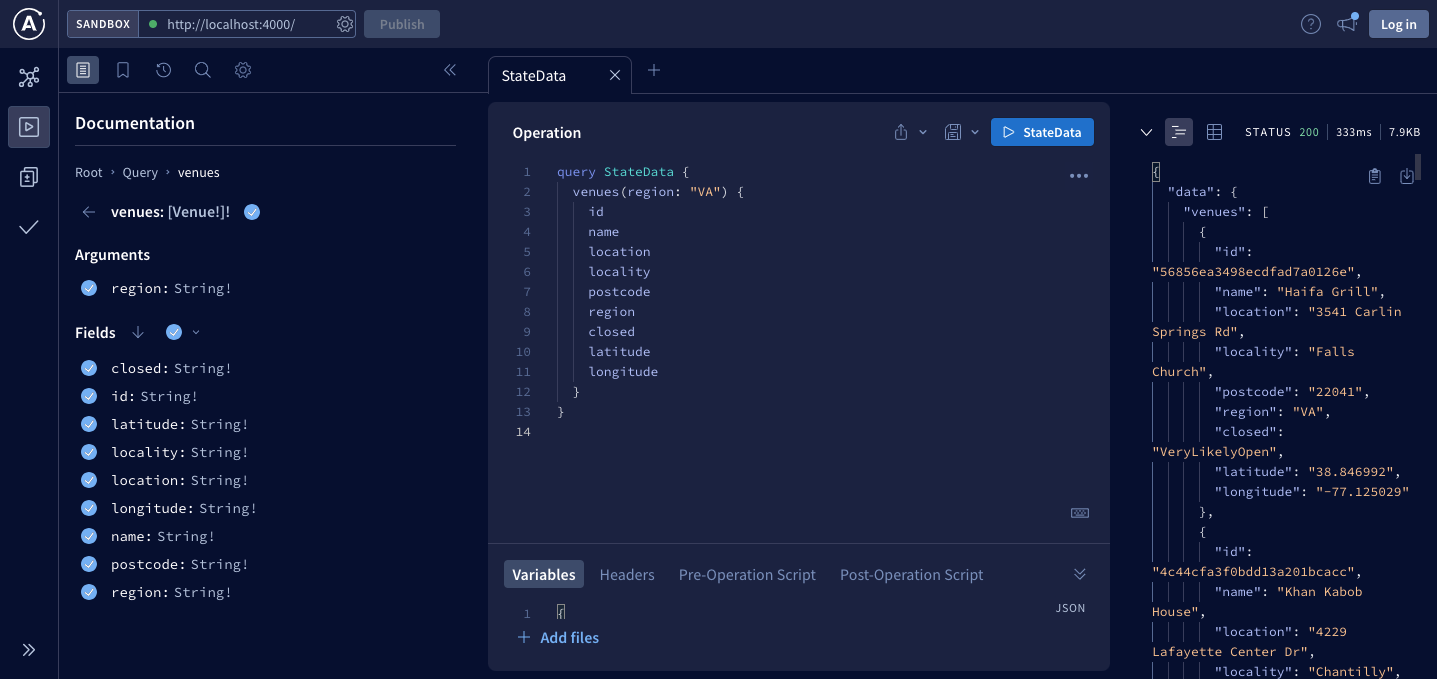 A
SANDBOX
http://localhost:4000/
Publish
Log in
StateData
Documentation
Root › Query › venues
venues: [Venue!]!
Arguments
region: String!
Fields
closed: String!
id: String!
latitude: String!
locality: String!
location: String!
longitude: String!
name: String!
postcode: String!
region: String!
Operation
StateData
1 query StateData {
2 venues(region: "VA") {
3 id
4 name
5 location
6 locality
7 postcode
8 region
9 closed
10 latitude
11 longitude
12 }
13 }
14
Variables
Headers
Pre-Operation Script
Post-Operation Script
1 {
JSON
Add files
STATUS 200
333ms
7.9KB
{
"data": {
"venues": [
{
"id":
"56856ea3498ecdfad7a0126e",
"name": "Haifa Grill",
"location": "3541 Carlin
Springs Rd",
"locality": "Falls
Church",
"postcode": "22041",
"region": "VA",
"closed":
"VeryLikelyOpen",
"latitude": "38.846992",
"longitude": "-77.125029"
},
{
"id":
"4c44cfa3f0bdd13a201bcacc",
"name": "Khan Kabob
House",
"location": "4229
Lafayette Center Dr",
"locality": "Chantilly",